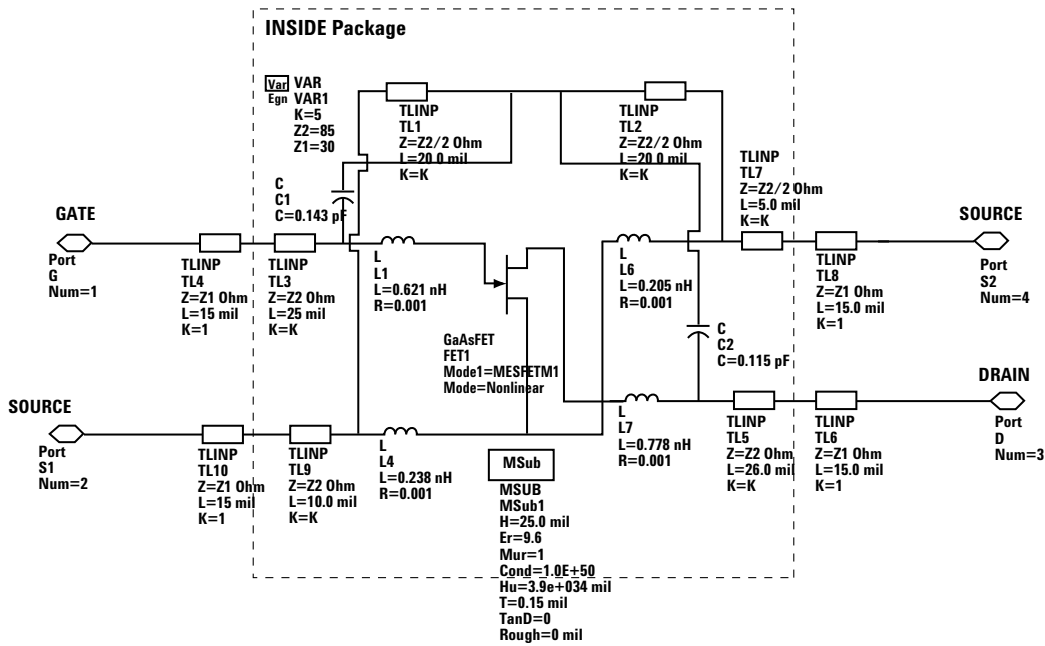 INSIDE Package
Var VAR
Egn VAR1
K=5
Z2=85
Z1=30
TLINP
TL1
Z=Z2/2 Ohm
L=20 0 mil
K=K
TLINP
TL2
Z=Z2/2 Ohm
L=20 0 mil
K=K
TLINP
TL7
Z=Z2/2 Ohm
L=5.0 mil
K=K
C
C1
C=0.143 pF
GATE
Port
G
Num=1
TLINP
TL4
Z=Z1 Ohm
L=15 mil
K=1
TLINP
TL3
Z=Z2 Ohm
L=25 mil
K=K
L
L1
L=0.621 nH
R=0.001
GaAsFET
FET1
Mode1=MESFETM1
Mode=Nonlinear
L
L6
L=0.205 nH
R=0.001
TLINP
TL8
Z=Z1 Ohm
L=15.0 mil
K=1
SOURCE
Port
S2
Num=4
C
C2
C=0.115 pF
SOURCE
Port
S1
Num=2
TLINP
TL10
Z=Z1 Ohm
L=15 mil
K=1
TLINP
TL9
Z=Z2 Ohm
L=10.0 mil
K=K
L
L4
L=0.238 nH
R=0.001
L
L7
L=0.778 nH
R=0.001
TLINP
TL5
Z=Z2 Ohm
L=26.0 mil
K=K
TLINP
TL6
Z=Z1 Ohm
L=15.0 mil
K=1
DRAIN
Port
D
Num=3
MSub
MSUB
MSub1
H=25.0 mil
Er=9.6
Mur=1
Cond=1.0E+50
Hu=3.9e+034 mil
T=0.15 mil
TanD=0
Rough=0 mil